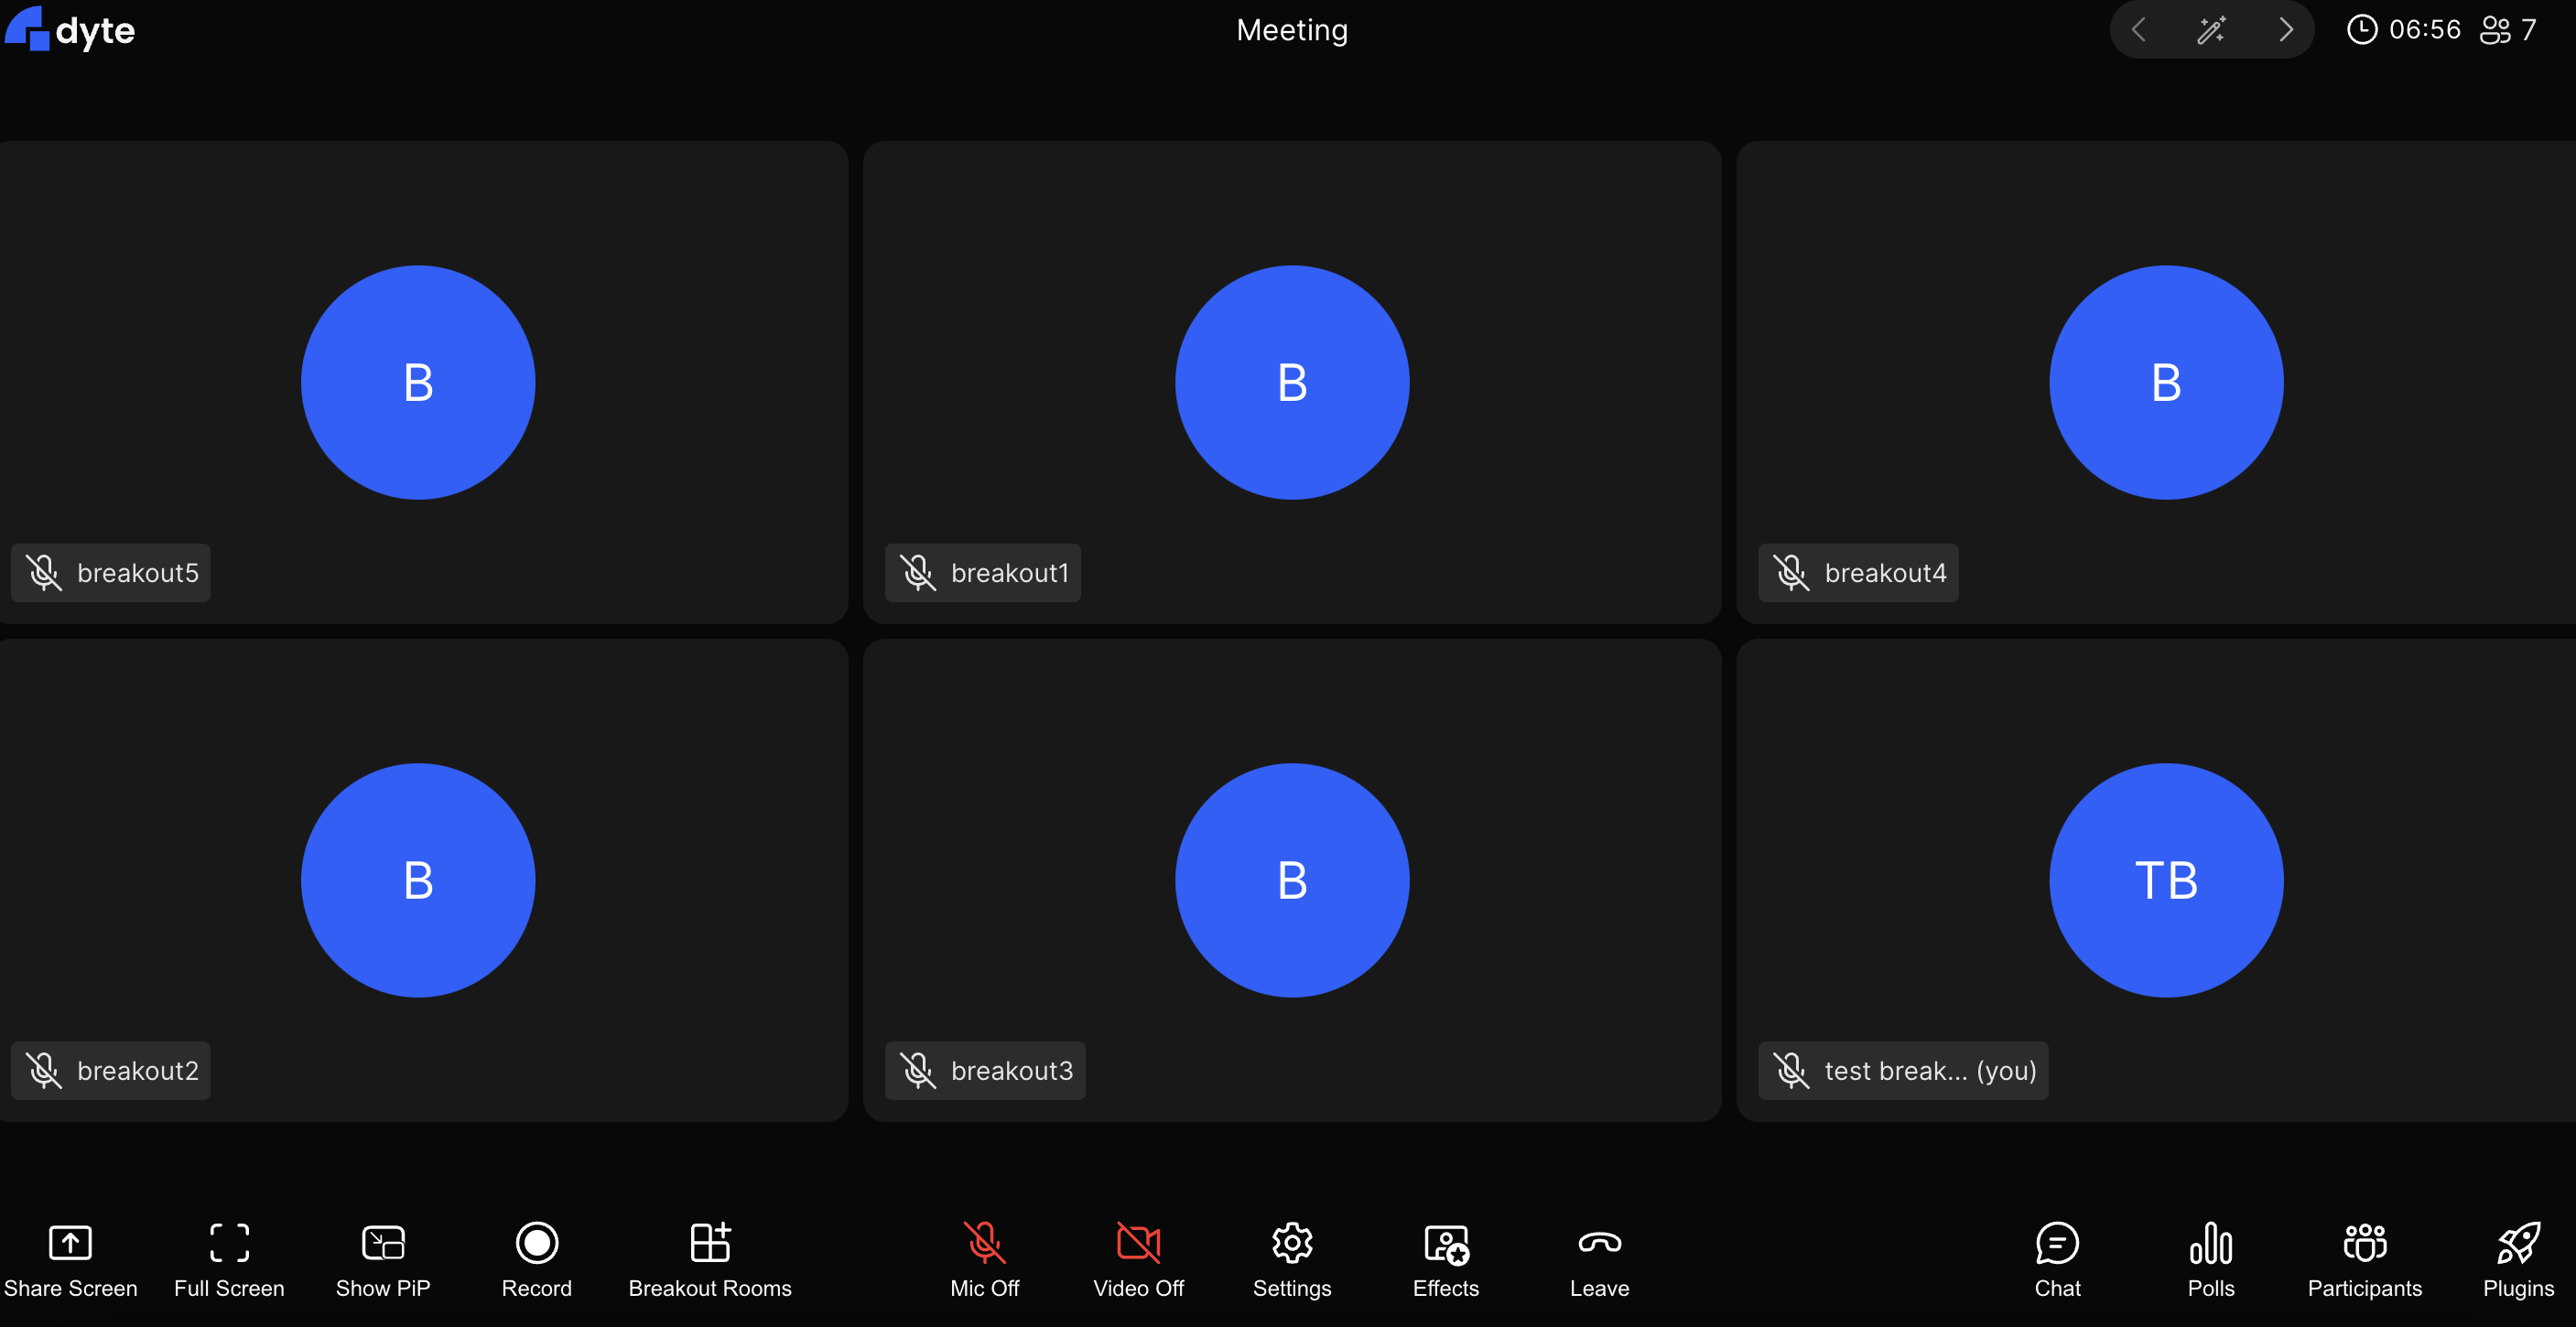 dyte
Meeting
06:56
7
B
breakout5
B
breakout1
B
breakout4
B
breakout2
B
breakout3
TB
test break... (you)
Share Screen
Full Screen
Show PiP
Record
Breakout Rooms
Mic Off
Video Off
Settings
Effects
Leave
Chat
Polls
Participants
Plugins